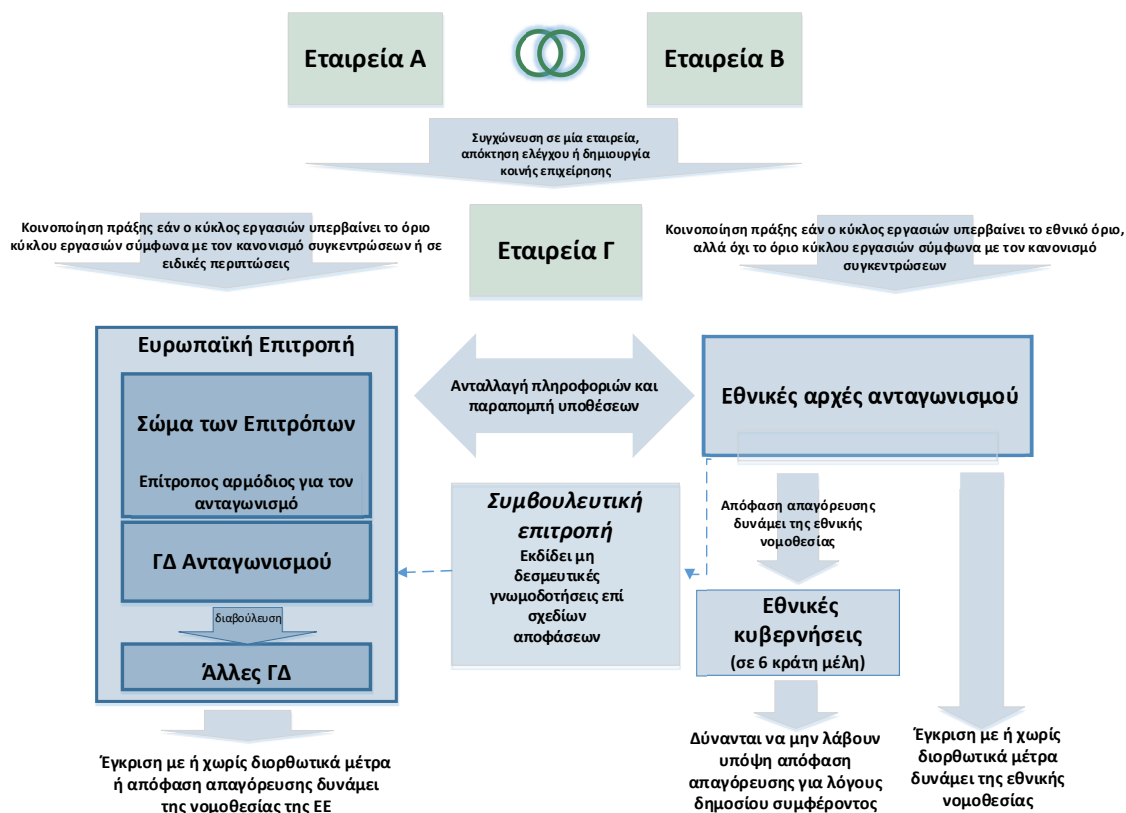 Εταιρεία Α
Εταιρεία Β
Συγχώνευση σε μία εταιρεία,
απόκτηση ελέγχου ή δημιουργία
κοινής επιχείρησης
Κοινοποίηση πράξης εάν ο κύκλος εργασιών υπερβαίνει το όριο
κύκλου εργασιών σύμφωνα με τον κανονισμό συγκεντρώσεων ή σε
ειδικές περιπτώσεις
Εταιρεία Γ
Κοινοποίηση πράξης εάν ο κύκλος εργασιών υπερβαίνει το εθνικό όριο,
αλλά όχι το όριο κύκλου εργασιών σύμφωνα με τον κανονισμό
συγκεντρώσεων
Ευρωπαϊκή Επιτροπή
Σώμα των Επιτρόπων
Επίτροπος αρμόδιος για τον
ανταγωνισμό
ΓΔ Ανταγωνισμού
διαβούλευση
Άλλες ΓΔ
Ανταλλαγή πληροφοριών και
παραπομπή υποθέσεων
Εθνικές αρχές ανταγωνισμού
Συμβουλευτική
επιτροπή
Εκδίδει μη
δεσμευτικές
γνωμοδοτήσεις επί
σχεδίων
αποφάσεων
Απόφαση απαγόρευσης
δυνάμει της εθνικής
νομοθεσίας
Εθνικές
κυβερνήσεις
(σε 6 κράτη μέλη)
Έγκριση με ή χωρίς διορθωτικά μέτρα
ή απόφαση απαγόρευσης δυνάμει
της νομοθεσίας της ΕΕ
Δύνανται να μην λάβουν
υπόψη απόφαση
απαγόρευσης για λόγους
δημοσίου συμφέροντος
Έγκριση με ή χωρίς
διορθωτικά μέτρα
δυνάμει της εθνικής
νομοθεσίας